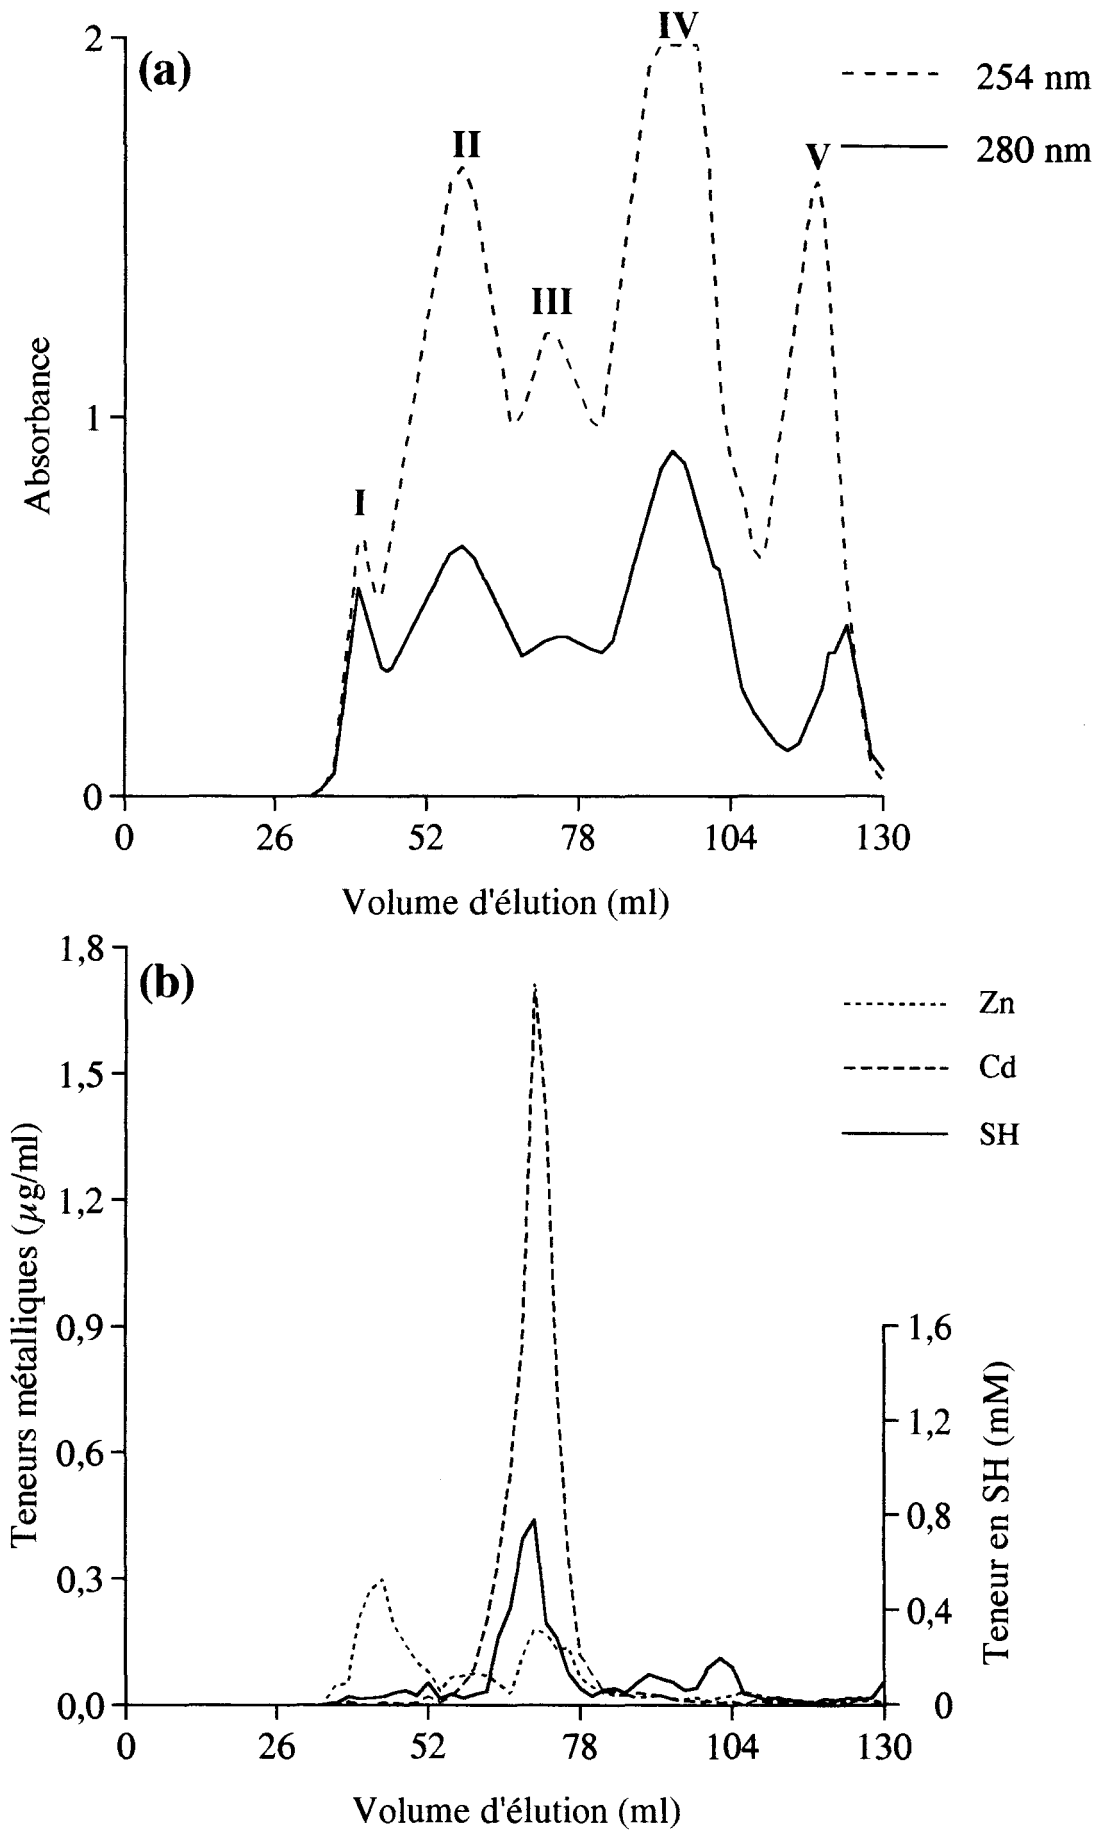 (a)
2
1
0
Absorbance
I
II
III
IV
V
254 nm
280 nm
0 26 52 78 104 130
Volume d'élution (ml)
(b)
1,8
1,5
1,2
0,9
0,6
0,3
0,0
Teneurs métalliques (µg/ml)
Zn
Cd
SH
1,6
1,2
0,8
0,4
0
Teneur en SH (mM)
0 26 52 78 104 130
Volume d'élution (ml)